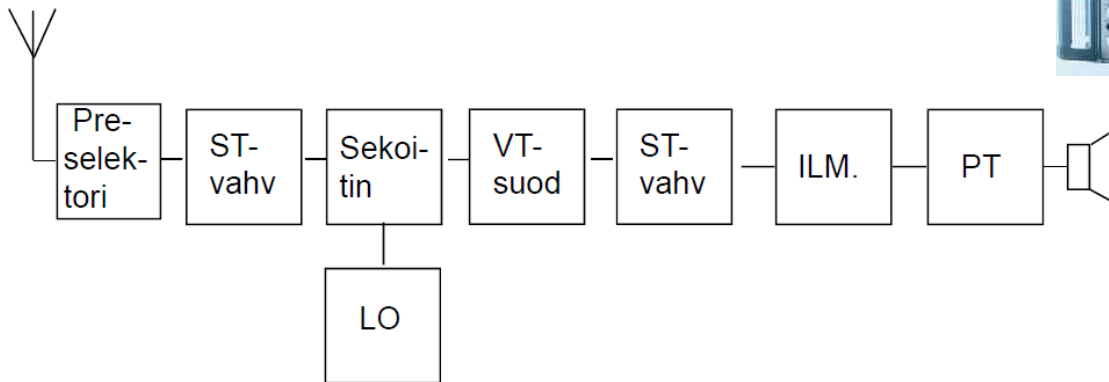 Pre-
selek-
tori
ST-
vahv
Sekoi-
tin
VT-
suod
ST-
vahv
ILM.
PT
LO